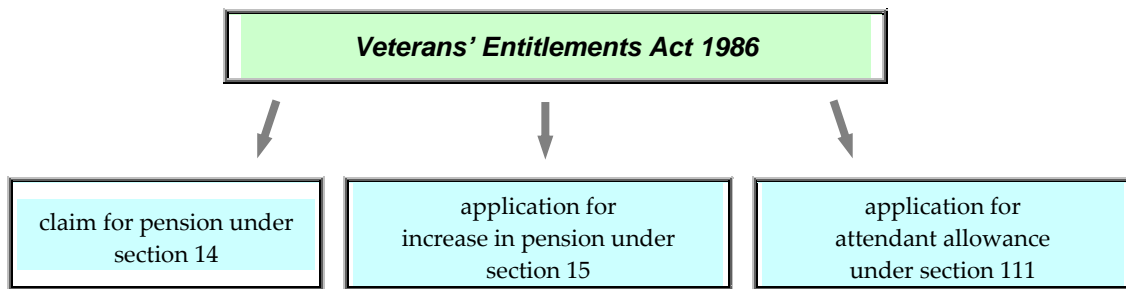 Veterans’ Entitlements Act 1986
claim for pension under
section 14
application for
increase in pension under
section 15
application for
attendant allowance
under section 111